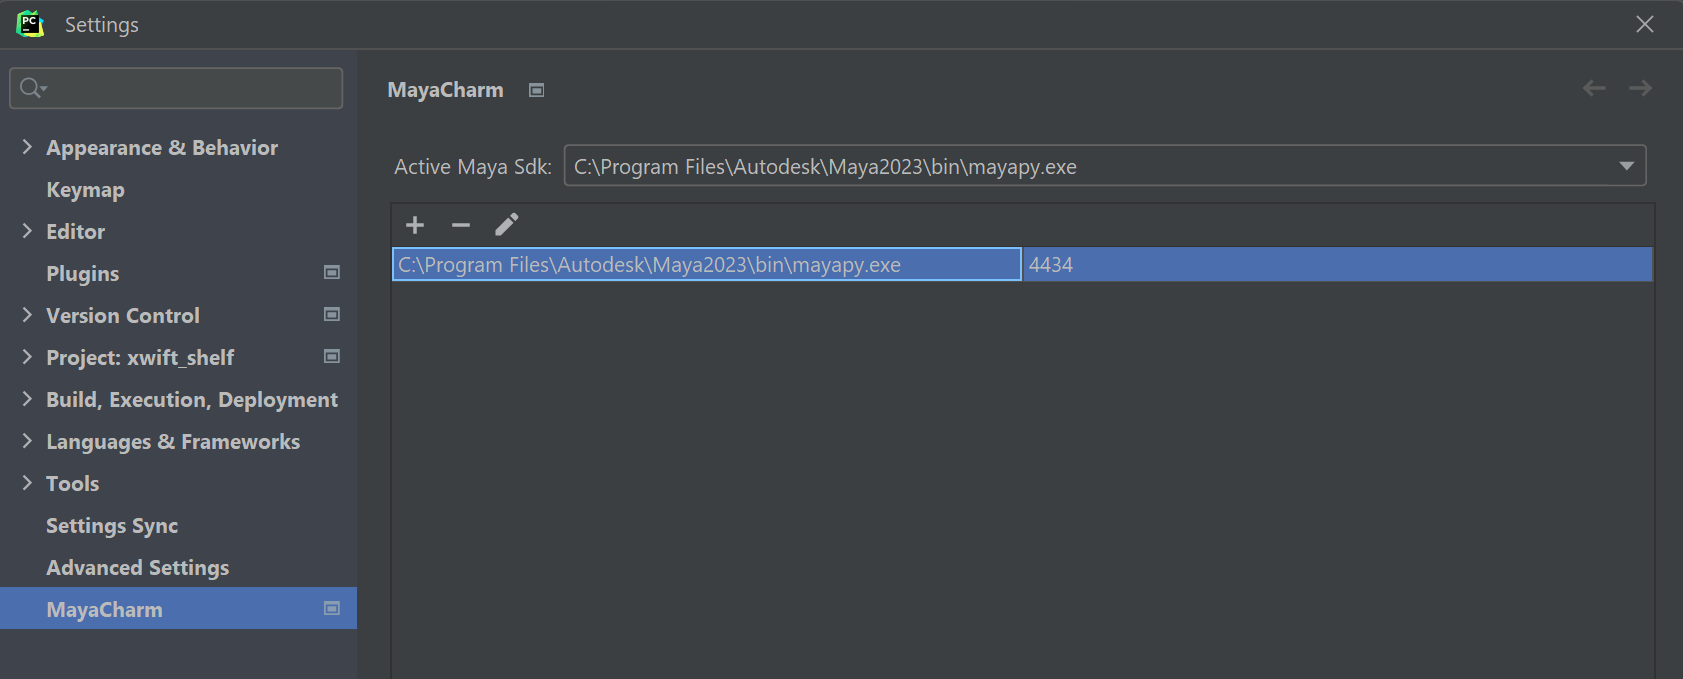 PC
Settings
MayaCharm
Appearance & Behavior
Keymap
Editor
Plugins
Version Control
Project: xwift_shelf
Build, Execution, Deployment
Languages & Frameworks
Tools
Settings Sync
Advanced Settings
MayaCharm
Active Maya Sdk: C:\Program Files\Autodesk\Maya2023\bin\mayapy.exe
C:\Program Files\Autodesk\Maya2023\bin\mayapy.exe 4434